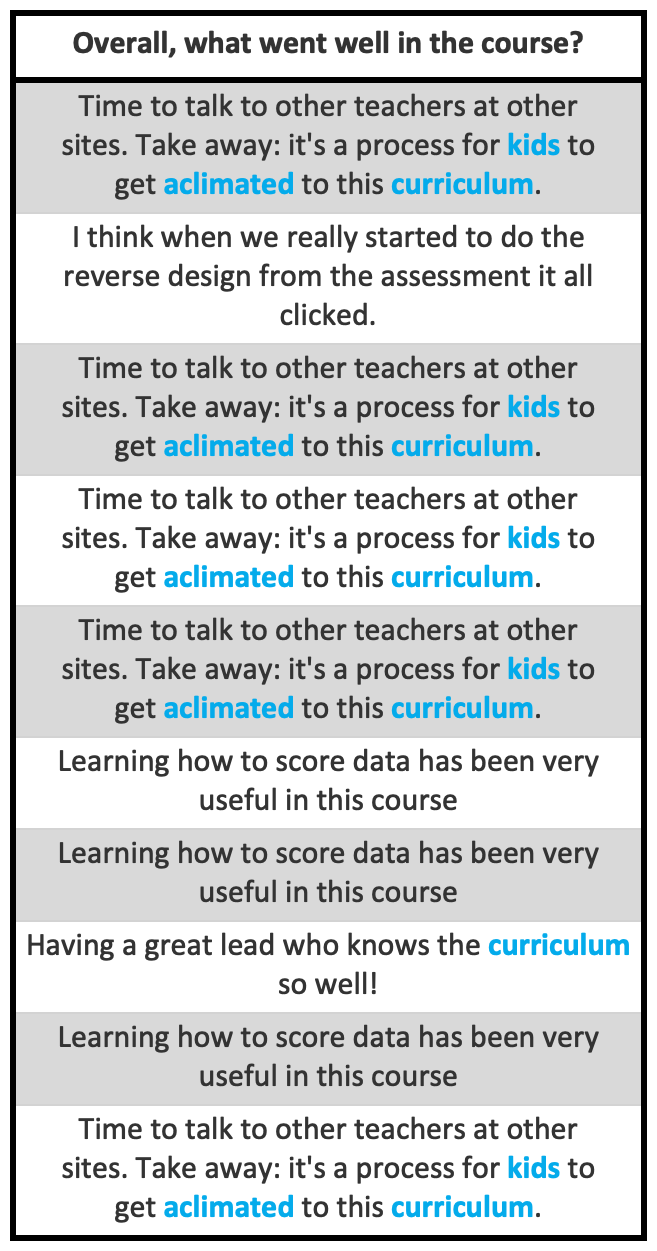 Overall, what went well in the course?
Time to talk to other teachers at other
sites. Take away: it's a process for kids to
get aclimated to this curriculum.
I think when we really started to do the
reverse design from the assessment it all
clicked.
Time to talk to other teachers at other
sites. Take away: it's a process for kids to
get aclimated to this curriculum.
Time to talk to other teachers at other
sites. Take away: it's a process for kids to
get aclimated to this curriculum.
Time to talk to other teachers at other
sites. Take away: it's a process for kids to
get aclimated to this curriculum.
Learning how to score data has been very
useful in this course
Learning how to score data has been very
useful in this course
Having a great lead who knows the curriculum
so well!
Learning how to score data has been very
useful in this course
Time to talk to other teachers at other
sites. Take away: it's a process for kids to
get aclimated to this curriculum.